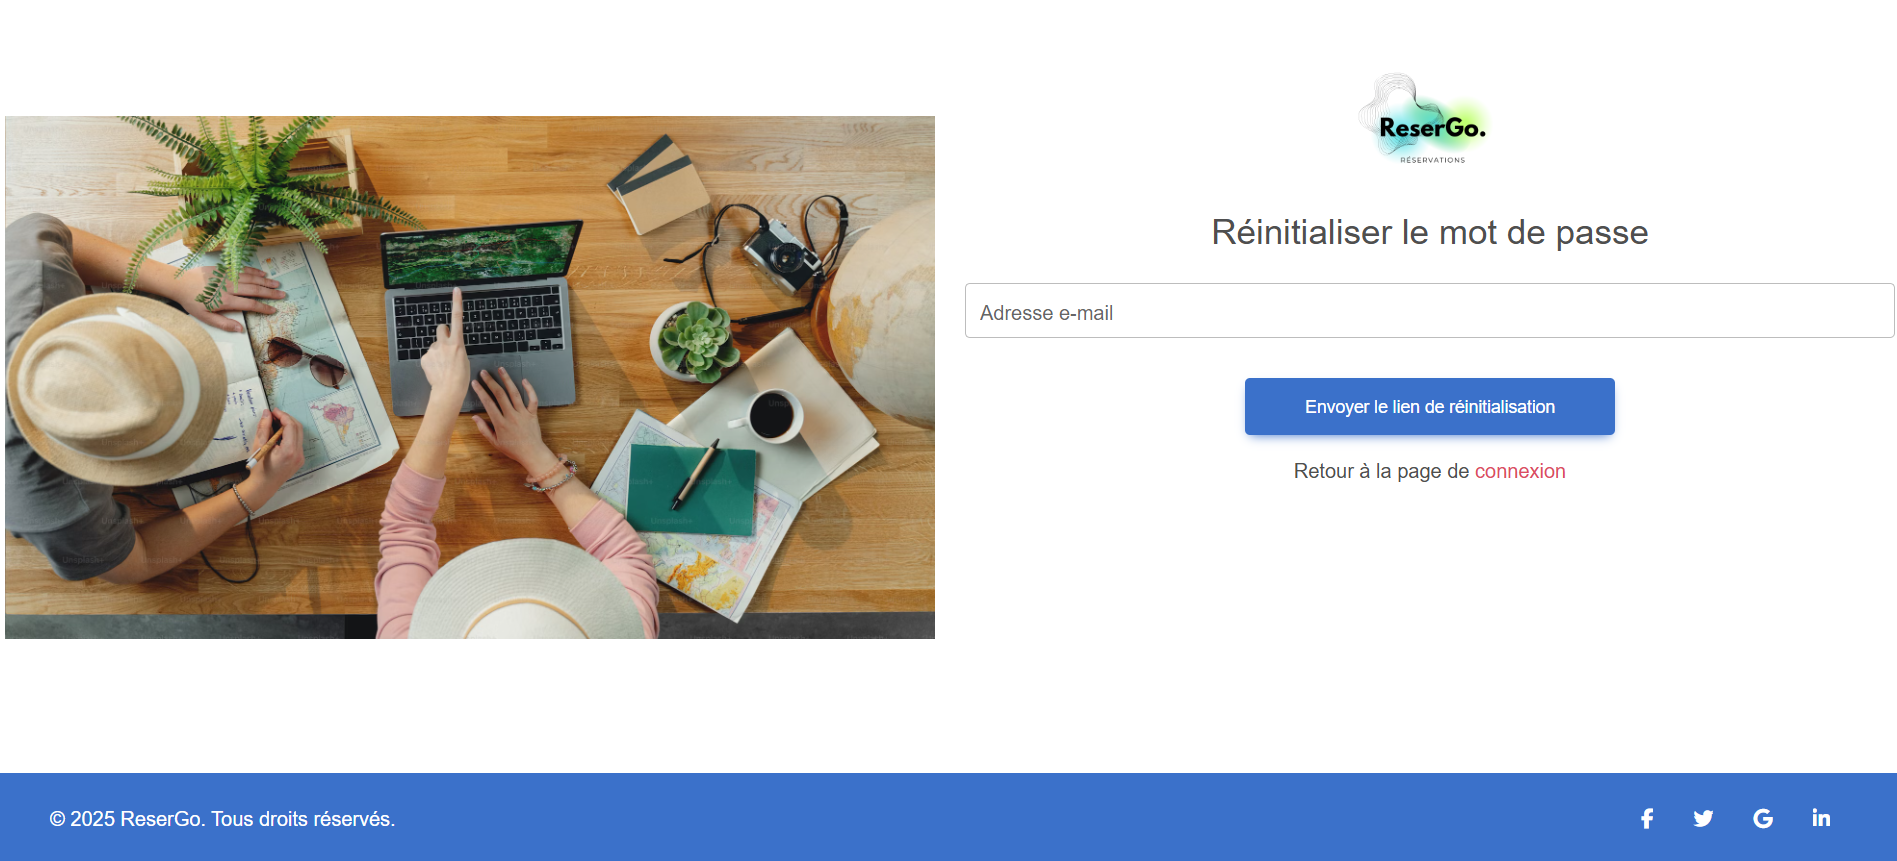 ReserGo.
RÉSERVATIONS
Réinitialiser le mot de passe
Adresse e-mail
Envoyer le lien de réinitialisation
Retour à la page de connexion
© 2025 ReserGo. Tous droits réservés.